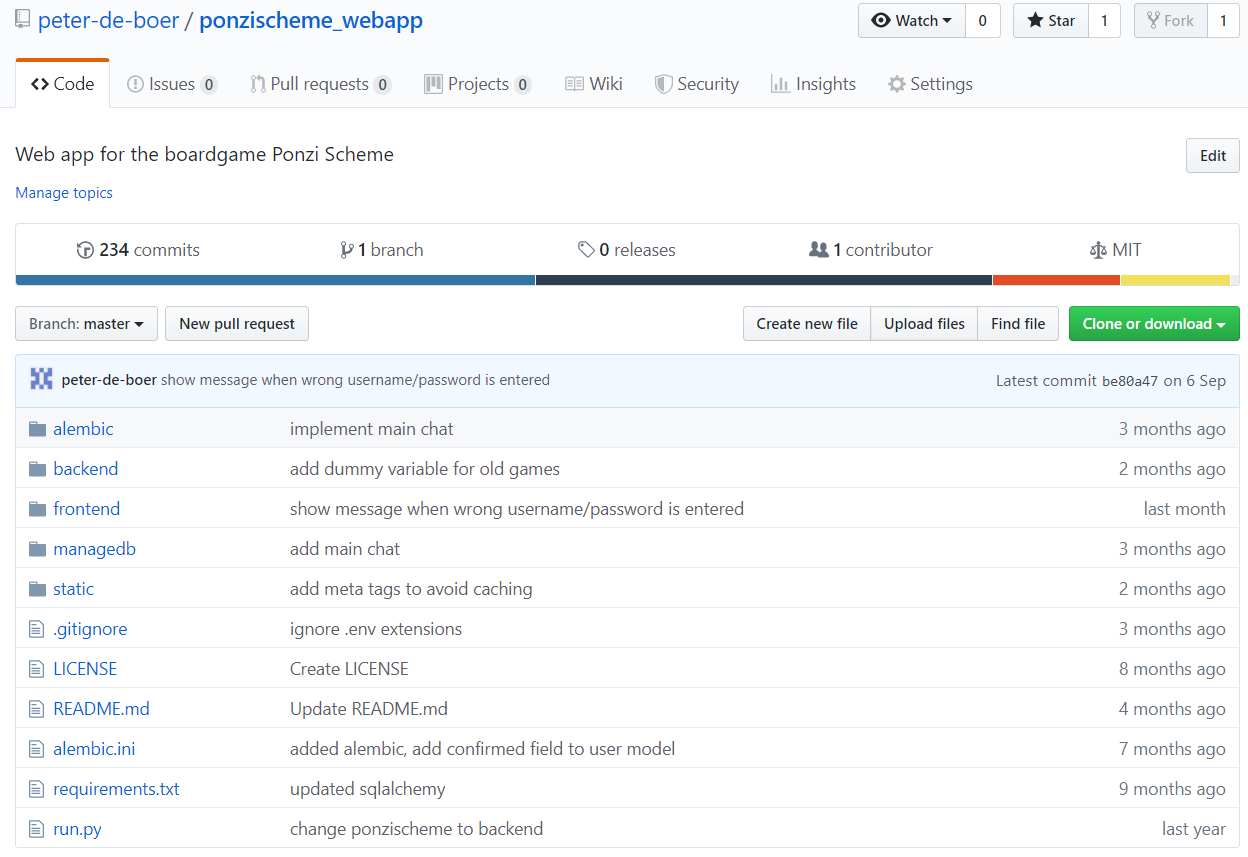 peter-de-boer / ponzischeme_webapp Watch 0 Star 1 Fork 1
Code Issues 0 Pull requests 0 Projects 0 Wiki Security Insights Settings
Web app for the boardgame Ponzi Scheme Edit
Manage topics
234 commits 1 branch 0 releases 1 contributor MIT
Branch: master New pull request Create new file Upload files Find file Clone or download
peter-de-boer show message when wrong username/password is entered Latest commit be80a47 on 6 Sep
alembic implement main chat 3 months ago
backend add dummy variable for old games 2 months ago
frontend show message when wrong username/password is entered last month
managedb add main chat 3 months ago
static add meta tags to avoid caching 2 months ago
.gitignore ignore .env extensions 3 months ago
LICENSE Create LICENSE 8 months ago
README.md Update README.md 4 months ago
alembic.ini added alembic, add confirmed field to user model 7 months ago
requirements.txt updated sqlalchemy 9 months ago
run.py change ponzischeme to backend last year